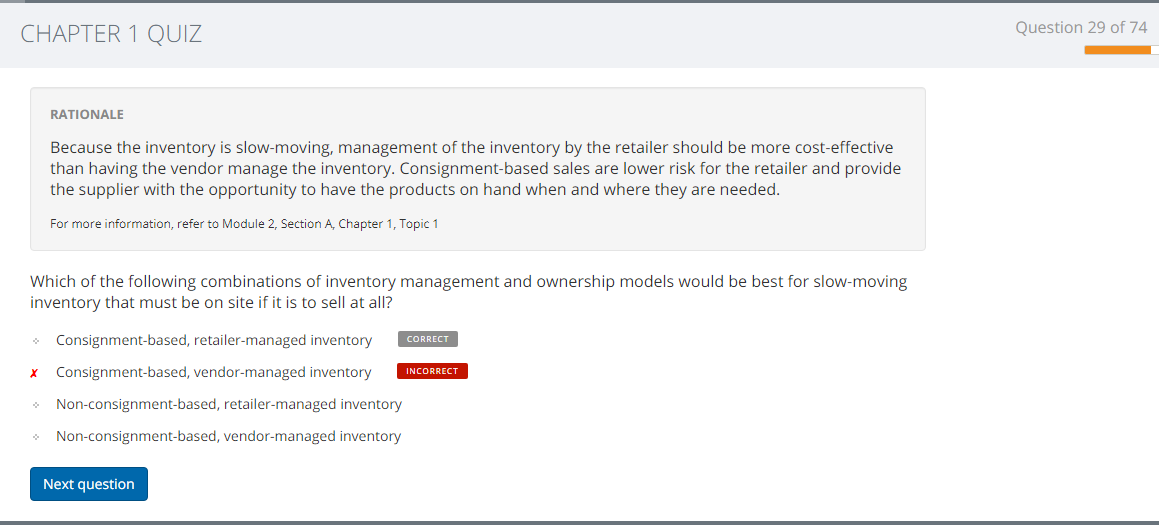 CHAPTER 1 QUIZ
Question 29 of 74
RATIONALE
Because the inventory is slow-moving, management of the inventory by the retailer should be more cost-effective
than having the vendor manage the inventory. Consignment-based sales are lower risk for the retailer and provide
the supplier with the opportunity to have the products on hand when and where they are needed.
For more information, refer to Module 2, Section A, Chapter 1, Topic 1
Which of the following combinations of inventory management and ownership models would be best for slow-moving
inventory that must be on site if it is to sell at all?
Consignment-based, retailer-managed inventory CORRECT
✗ Consignment-based, vendor-managed inventory INCORRECT
Non-consignment-based, retailer-managed inventory
Non-consignment-based, vendor-managed inventory
Next question